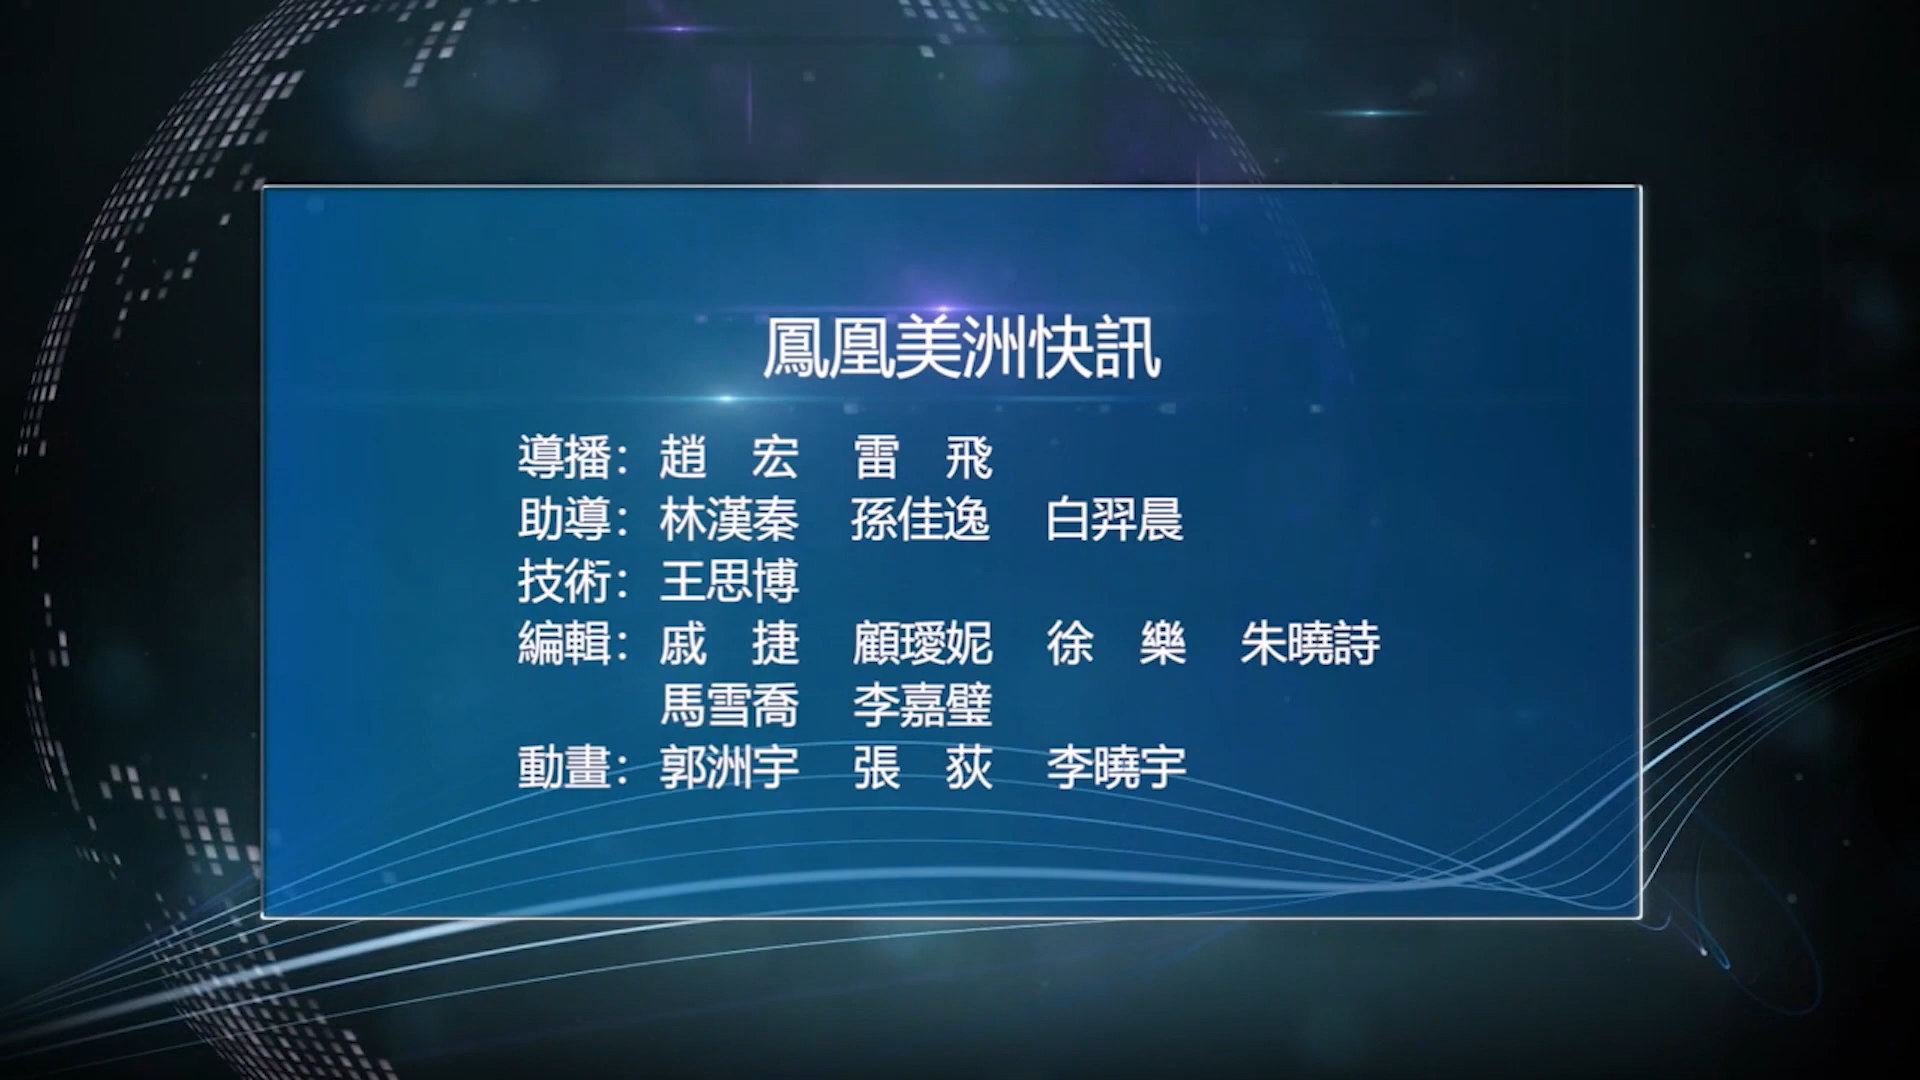 鳳凰美洲快訊
導播：趙　宏　雷　飛
助導：林漢秦　孫佳逸　白羿晨
技術：王思博
編輯：戚　捷　顧璦妮　徐　樂　朱曉詩
馬雪喬　李嘉璧
動畫：郭洲宇　張　荻　李曉宇